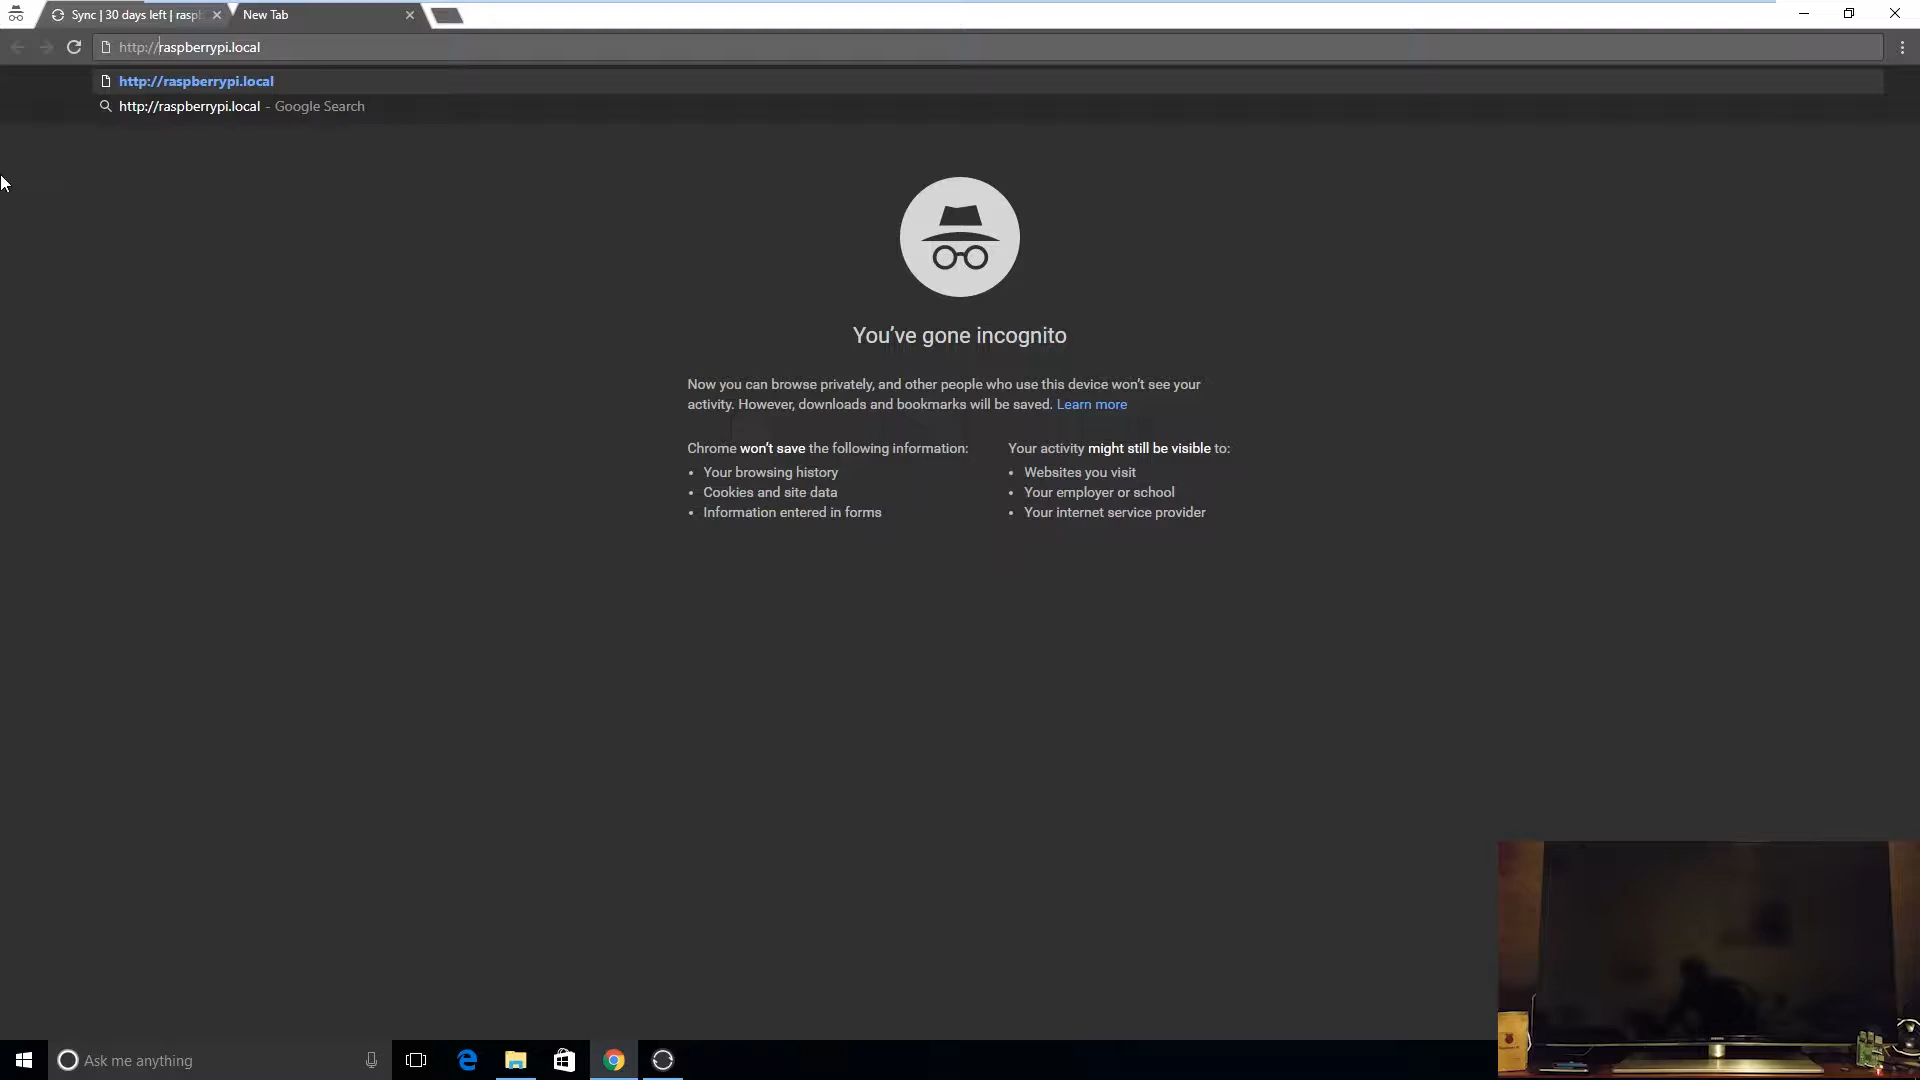 Sync | 30 days left | rasp
New Tab
http://raspberrypi.local
http://raspberrypi.local
http://raspberrypi.local - Google Search
You've gone incognito
Now you can browse privately, and other people who use this device won't see your
activity. However, downloads and bookmarks will be saved. Learn more
Chrome won't save the following information:
• Your browsing history
• Cookies and site data
• Information entered in forms
Your activity might still be visible to:
• Websites you visit
• Your employer or school
• Your internet service provider
Ask me anything